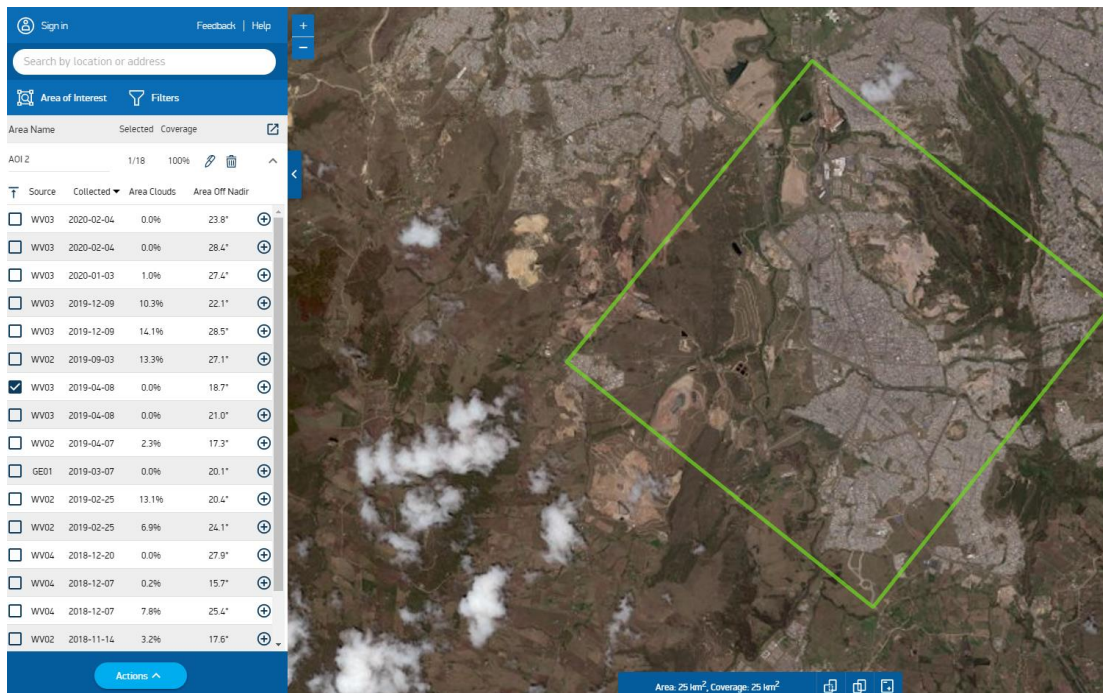 Sign in Feedback | Help
Search by location or address
Area of Interest Filters
Area Name Selected Coverage
AOI 2 1/18 100%
Source Collected Area Clouds Area Off Nadir
WV03 2020-02-04 0.0% 23.8°
WV03 2020-02-04 0.0% 28.4°
WV03 2020-01-03 1.0% 27.4°
WV03 2019-12-09 10.3% 22.1°
WV03 2019-12-09 14.1% 28.5°
WV02 2019-09-03 13.3% 27.1°
WV03 2019-04-08 0.0% 18.7°
WV03 2019-04-08 0.0% 21.0°
WV02 2019-04-07 2.3% 17.3°
GE01 2019-03-07 0.0% 20.1°
WV02 2019-02-25 13.1% 20.4°
WV02 2019-02-25 6.9% 24.1°
WV04 2018-12-20 0.0% 27.9°
WV04 2018-12-07 0.2% 15.7°
WV04 2018-12-07 7.8% 25.4°
WV02 2018-11-14 3.2% 17.6°
Actions
Area: 25 km², Coverage: 25 km²